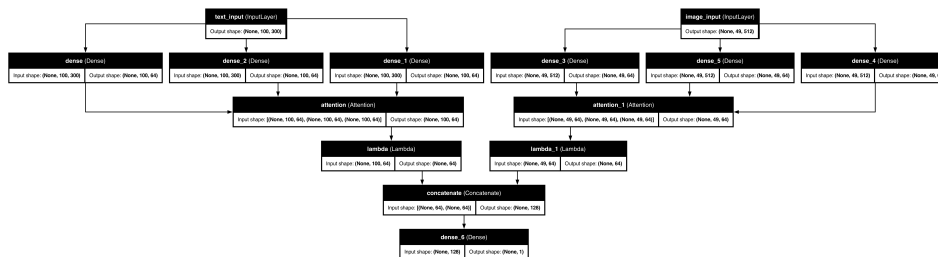 text_input (InputLayer)
Output shape: (None, 100, 300)
image_input (InputLayer)
Output shape: (None, 49, 512)
dense (Dense)
Input shape: (None, 100, 300) Output shape: (None, 100, 64)
dense_2 (Dense)
Input shape: (None, 100, 300) Output shape: (None, 100, 64)
dense_1 (Dense)
Input shape: (None, 100, 300) Output shape: (None, 100, 64)
dense_3 (Dense)
Input shape: (None, 49, 512) Output shape: (None, 49, 64)
dense_5 (Dense)
Input shape: (None, 49, 512) Output shape: (None, 49, 64)
dense_4 (Dense)
Input shape: (None, 49, 512) Output shape: (None, 49, 6
attention (Attention)
Input shape: [(None, 100, 64), (None, 100, 64), (None, 100, 64)] Output shape: (None, 100, 64)
attention_1 (Attention)
Input shape: [(None, 49, 64), (None, 49, 64), (None, 49, 64)] Output shape: (None, 49, 64)
lambda (Lambda)
Input shape: (None, 100, 64) Output shape: (None, 64)
lambda_1 (Lambda)
Input shape: (None, 49, 64) Output shape: (None, 64)
concatenate (Concatenate)
Input shape: [(None, 64), (None, 64)] Output shape: (None, 128)
dense_6 (Dense)
Input shape: (None, 128) Output shape: (None, 1)